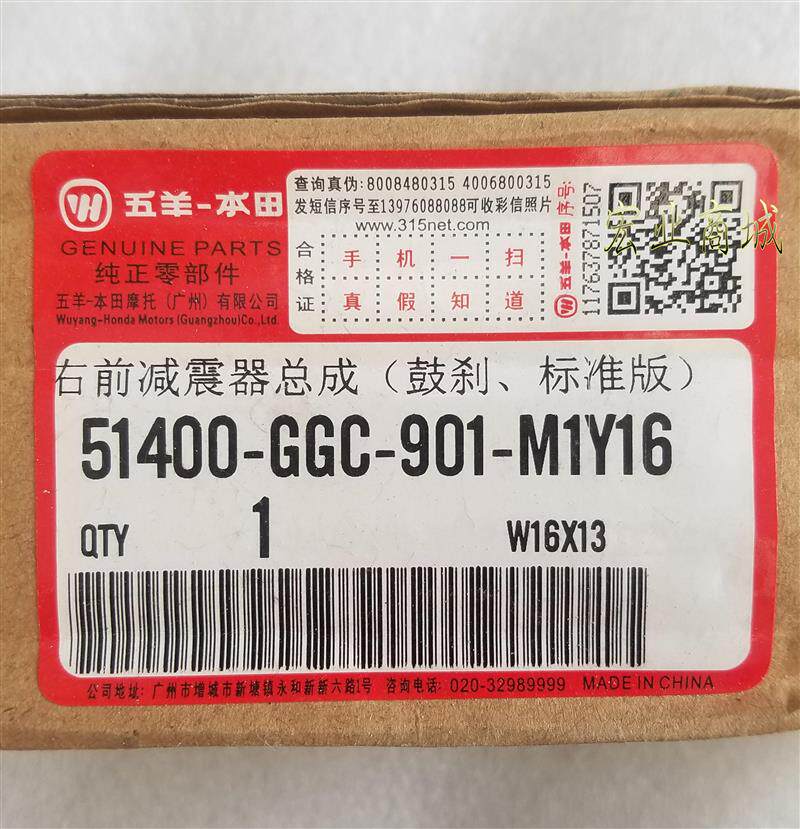 五羊-本田
GENUINE PARTS
纯正零部件
五羊-本田摩托（广州）有限公司
Wuyang-Honda Motors (Guangzhou)Co.,Ltd.
查询真伪:8008480315 4006800315
发短信序号至13976088088可收彩信照片
www.315net.com
合格证
手机一扫
真假知道
五羊-本田 序号:
1176378771507
宏业商城
右前减震器总成（鼓刹、标准版）
51400-GGC-901-M1Y16
QTY 1 W16X13
公司地址: 广州市增城市新塘镇永和新新六路1号 咨询电话: 020-32989999 MADE IN CHINA